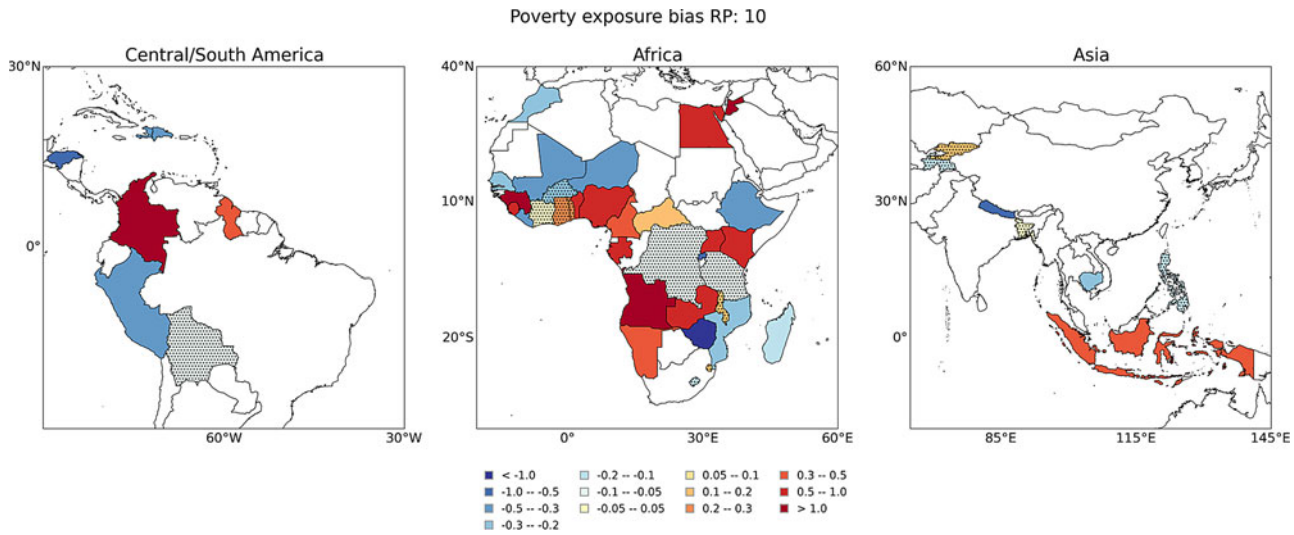 Poverty exposure bias RP: 10
Central/South America
Africa
Asia
30°N
0°
60°W
30°W
40°N
10°N
20°S
0°
30°E
60°E
60°N
30°N
0°
85°E
115°E
145°E
< -1.0
-1.0 -- -0.5
-0.5 -- -0.3
-0.3 -- -0.2
-0.2 -- -0.1
-0.1 -- -0.05
-0.05 -- 0.05
0.05 -- 0.1
0.1 -- 0.2
0.2 -- 0.3
0.3 -- 0.5
0.5 -- 1.0
> 1.0